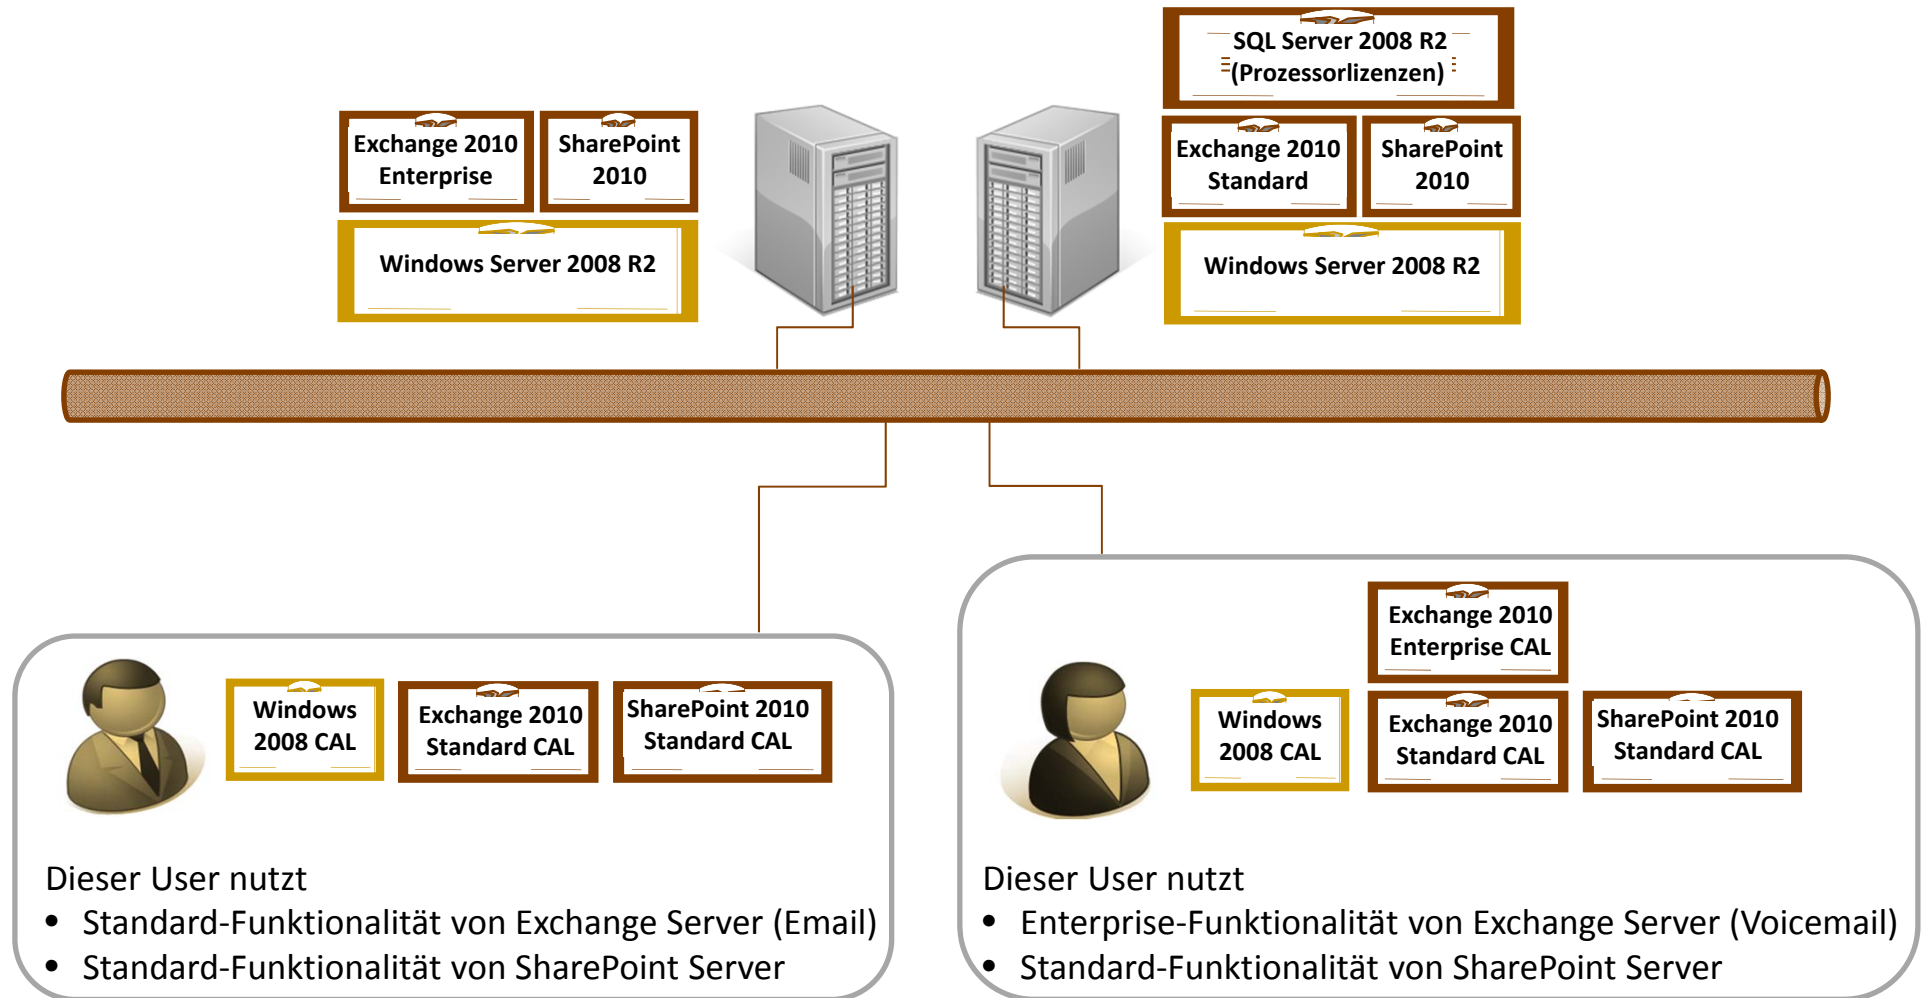 SQL Server 2008 R2
(Prozessorlizenzen)
Exchange 2010
Enterprise
SharePoint
2010
Exchange 2010
Standard
SharePoint
2010
Windows Server 2008 R2
Windows Server 2008 R2
Exchange 2010
Enterprise CAL
Windows
2008 CAL
Exchange 2010
Standard CAL
SharePoint 2010
Standard CAL
Windows
2008 CAL
Exchange 2010
Standard CAL
SharePoint 2010
Standard CAL
Dieser User nutzt
• Standard-Funktionalität von Exchange Server (Email)
• Standard-Funktionalität von SharePoint Server
Dieser User nutzt
• Enterprise-Funktionalität von Exchange Server (Voicemail)
• Standard-Funktionalität von SharePoint Server